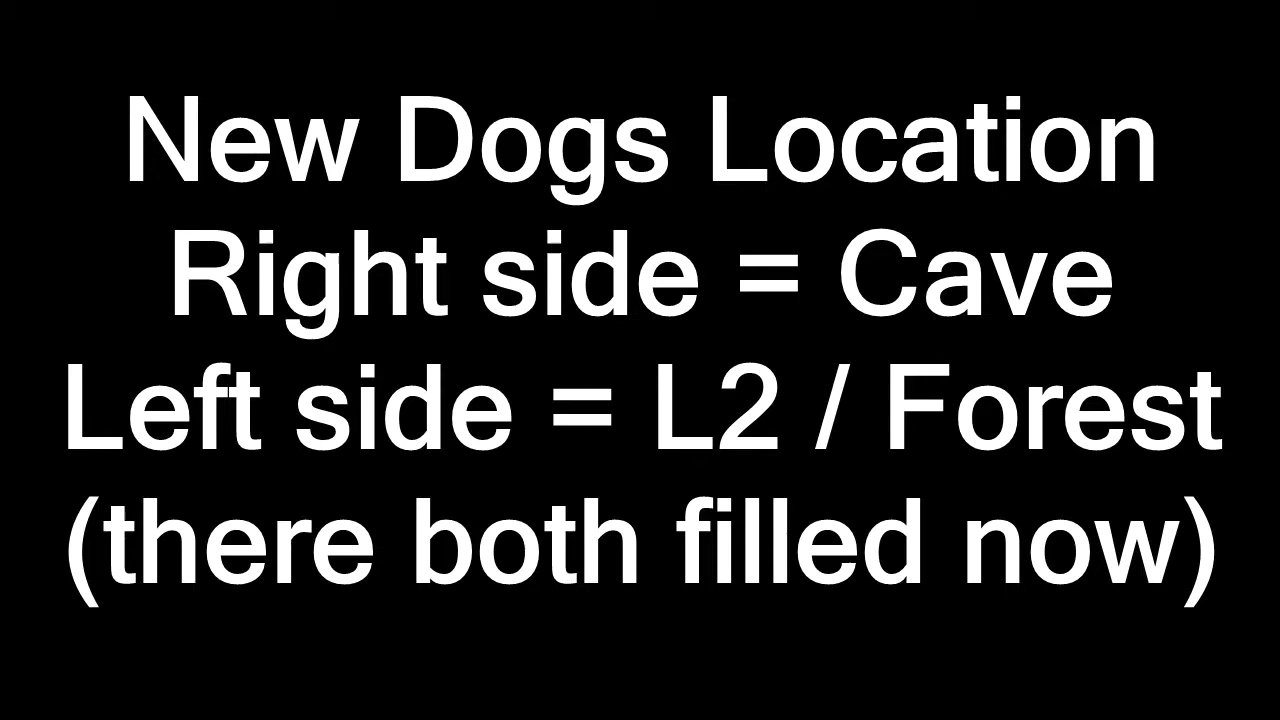 New Dogs Location
Right side = Cave
Left side = L2 / Forest
(there both filled now)